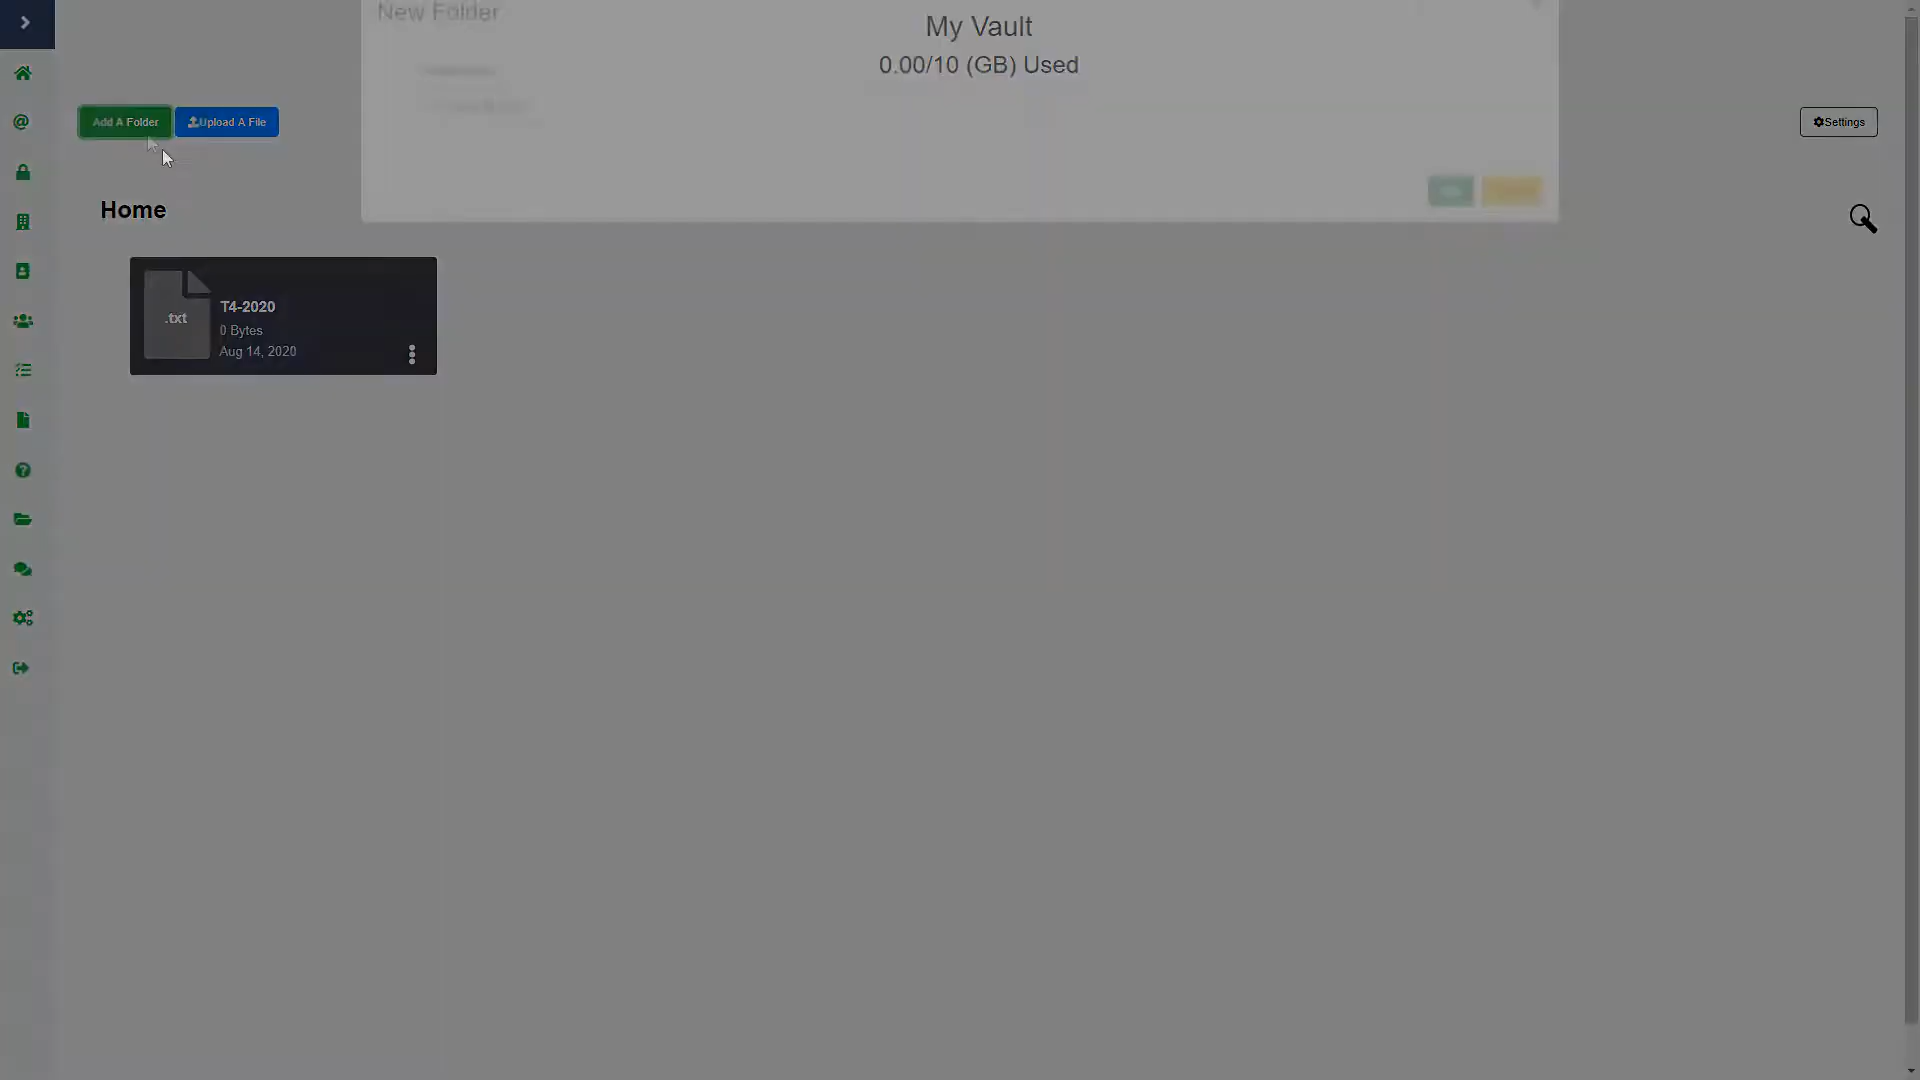 New Folder
My Vault
0.00/10 (GB) Used
Add A Folder
Upload A File
Settings
Home
.txt
T4-2020
0 Bytes
Aug 14, 2020